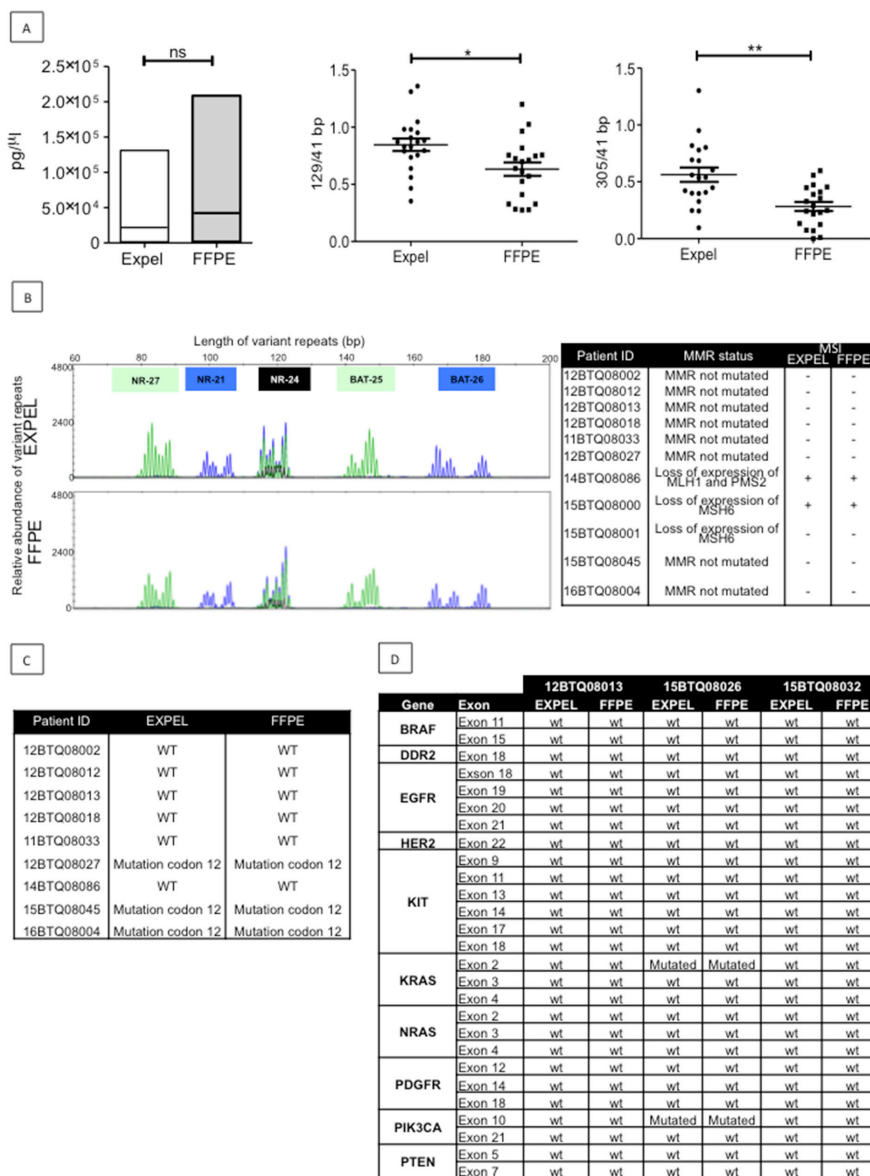 A
ns
2.5×10⁵
2.0×10⁵
1.5×10⁵
1.0×10⁵
5.0×10⁴
0
pg/µl
Expel FFPE
*
1.5
1.0
0.5
0.0
129/41 bp
Expel FFPE
**
1.5
1.0
0.5
0.0
305/41 bp
Expel FFPE
B
Length of variant repeats (bp)
60 80 100 120 140 160 180 200
NR-27 NR-21 NR-24 BAT-25 BAT-26
Relative abundance of variant repeats
EXPEL
4800
2400
0
FFPE
4800
2400
0
MSI
Patient ID MMR status EXPEL FFPE
12BTQ08002 MMR not mutated - -
12BTQ08012 MMR not mutated - -
12BTQ08013 MMR not mutated - -
12BTQ08018 MMR not mutated - -
11BTQ08033 MMR not mutated - -
12BTQ08027 MMR not mutated - -
14BTQ08086 Loss of expression of MLH1 and PMS2 + +
15BTQ08000 Loss of expression of MSH6 + +
15BTQ08001 Loss of expression of MSH6 - -
15BTQ08045 MMR not mutated - -
16BTQ08004 MMR not mutated - -
C
Patient ID EXPEL FFPE
12BTQ08002 WT WT
12BTQ08012 WT WT
12BTQ08013 WT WT
12BTQ08018 WT WT
11BTQ08033 WT WT
12BTQ08027 Mutation codon 12 Mutation codon 12
14BTQ08086 WT WT
15BTQ08045 Mutation codon 12 Mutation codon 12
16BTQ08004 Mutation codon 12 Mutation codon 12
D
12BTQ08013 15BTQ08026 15BTQ08032
Gene Exon EXPEL FFPE EXPEL FFPE EXPEL FFPE
BRAF Exon 11 wt wt wt wt wt wt
Exon 15 wt wt wt wt wt wt
DDR2 Exon 18 wt wt wt wt wt wt
EGFR Exson 18 wt wt wt wt wt wt
Exon 19 wt wt wt wt wt wt
Exon 20 wt wt wt wt wt wt
Exon 21 wt wt wt wt wt wt
HER2 Exon 22 wt wt wt wt wt wt
KIT Exon 9 wt wt wt wt wt wt
Exon 11 wt wt wt wt wt wt
Exon 13 wt wt wt wt wt wt
Exon 14 wt wt wt wt wt wt
Exon 17 wt wt wt wt wt wt
Exon 18 wt wt wt wt wt wt
KRAS Exon 2 wt wt Mutated Mutated wt wt
Exon 3 wt wt wt wt wt wt
Exon 4 wt wt wt wt wt wt
NRAS Exon 2 wt wt wt wt wt wt
Exon 3 wt wt wt wt wt wt
Exon 4 wt wt wt wt wt wt
PDGFR Exon 12 wt wt wt wt wt wt
Exon 14 wt wt wt wt wt wt
Exon 18 wt wt wt wt wt wt
PIK3CA Exon 10 wt wt Mutated Mutated wt wt
Exon 21 wt wt wt wt wt wt
PTEN Exon 5 wt wt wt wt wt wt
Exon 7 wt wt wt wt wt wt